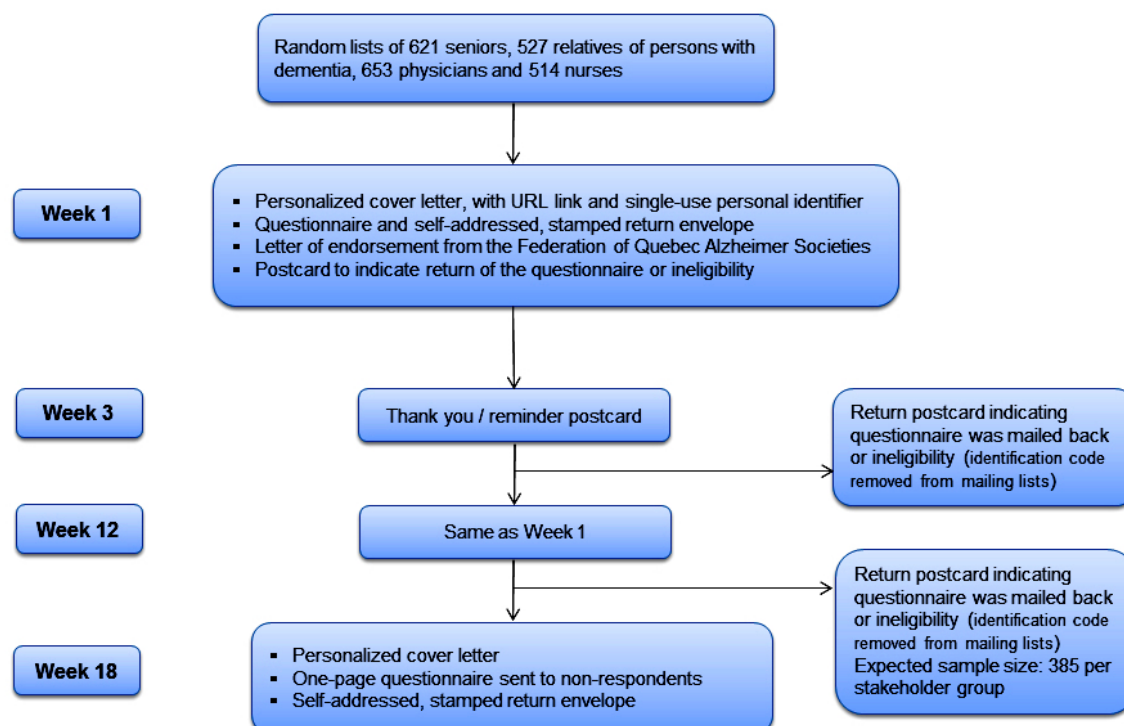 Random lists of 621 seniors, 527 relatives of persons with
dementia, 653 physicians and 514 nurses
Week 1
▪ Personalized cover letter, with URL link and single-use personal identifier
▪ Questionnaire and self-addressed, stamped return envelope
▪ Letter of endorsement from the Federation of Quebec Alzheimer Societies
▪ Postcard to indicate return of the questionnaire or ineligibility
Week 3
Thank you / reminder postcard
Return postcard indicating
questionnaire was mailed back
or ineligibility (identification code
removed from mailing lists)
Week 12
Same as Week 1
Return postcard indicating
questionnaire was mailed back
or ineligibility (identification code
removed from mailing lists)
Expected sample size: 385 per
stakeholder group
Week 18
▪ Personalized cover letter
▪ One-page questionnaire sent to non-respondents
▪ Self-addressed, stamped return envelope